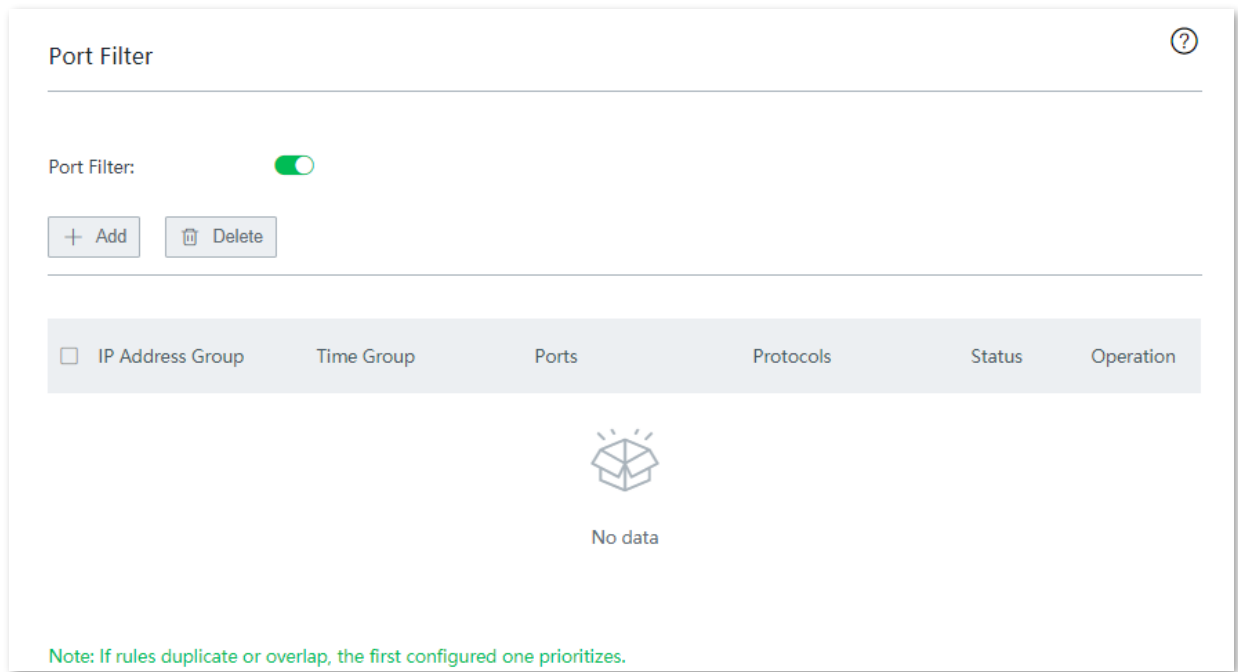 Port Filter
?
Port Filter:
+ Add Delete
IP Address Group Time Group Ports Protocols Status Operation
No data
Note: If rules duplicate or overlap, the first configured one prioritizes.